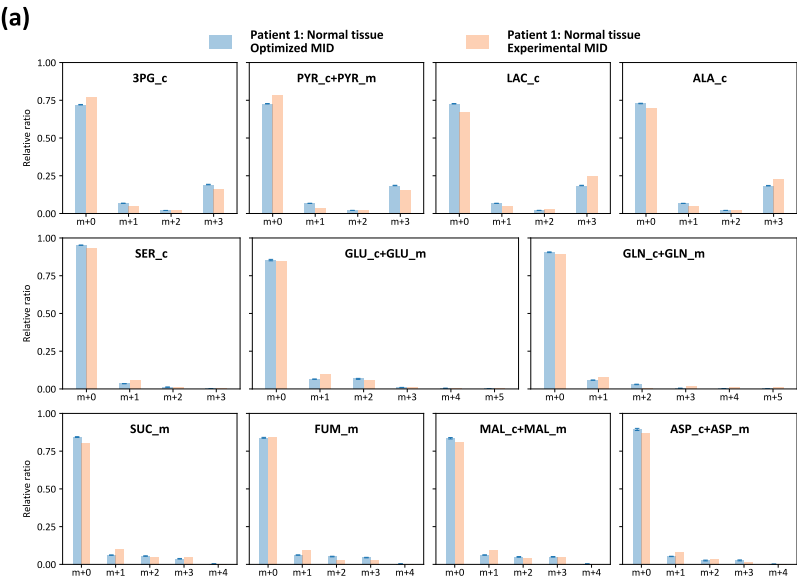 (a)
Patient 1: Normal tissue
Optimized MID
Patient 1: Normal tissue
Experimental MID
Relative ratio
1.00
0.75
0.50
0.25
0.00
3PG_c
m+0 m+1 m+2 m+3
PYR_c+PYR_m
m+0 m+1 m+2 m+3
LAC_c
m+0 m+1 m+2 m+3
ALA_c
m+0 m+1 m+2 m+3
Relative ratio
1.00
0.75
0.50
0.25
0.00
SER_c
m+0 m+1 m+2 m+3
GLU_c+GLU_m
m+0 m+1 m+2 m+3 m+4 m+5
GLN_c+GLN_m
m+0 m+1 m+2 m+3 m+4 m+5
Relative ratio
1.00
0.75
0.50
0.25
0.00
SUC_m
m+0 m+1 m+2 m+3 m+4
FUM_m
m+0 m+1 m+2 m+3 m+4
MAL_c+MAL_m
m+0 m+1 m+2 m+3 m+4
ASP_c+ASP_m
m+0 m+1 m+2 m+3 m+4